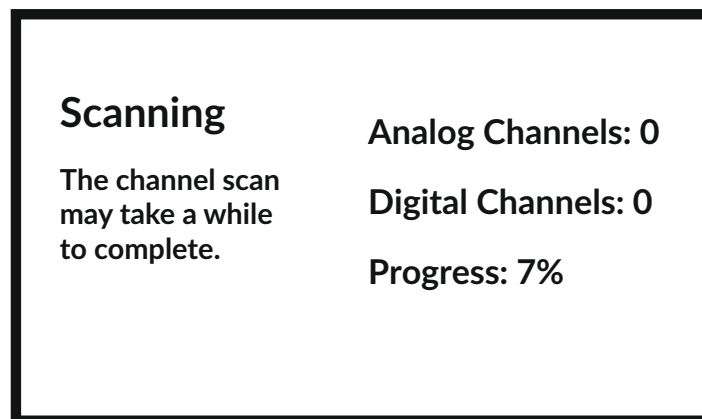 Scanning
The channel scan
may take a while
to complete.
Analog Channels: 0
Digital Channels: 0
Progress: 7%